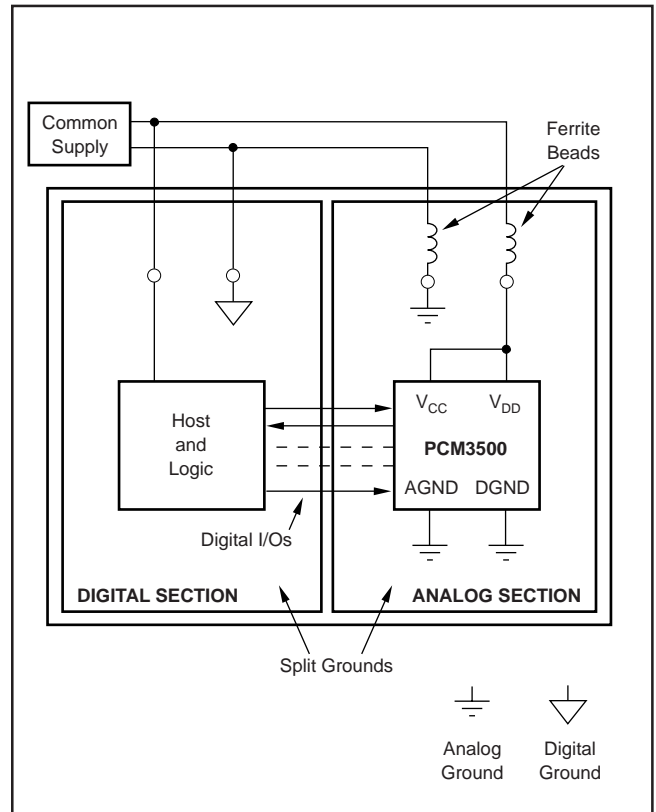 Common
Supply
Ferrite
Beads
V_CC V_DD
Host
and
Logic
PCM3500
AGND DGND
Digital I/Os
DIGITAL SECTION
ANALOG SECTION
Split Grounds
Analog
Ground
Digital
Ground